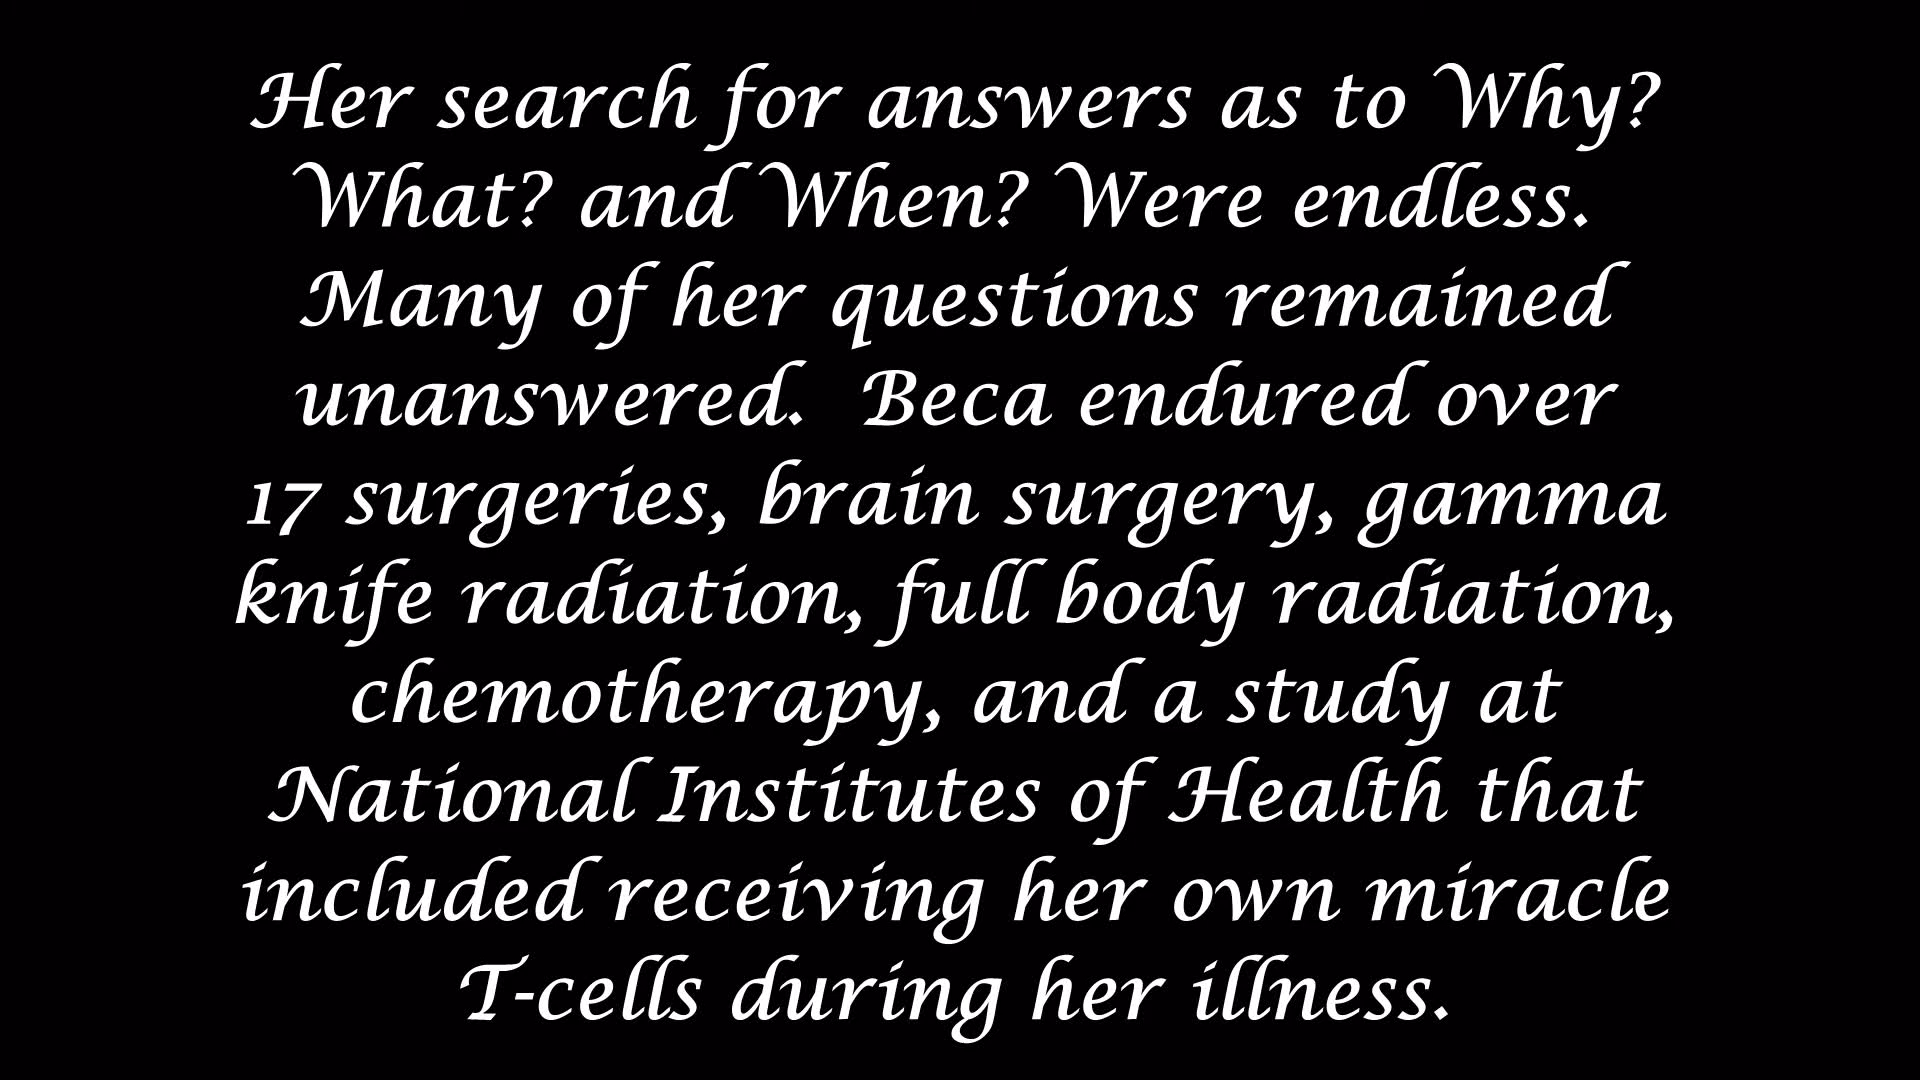 Her search for answers as to Why?
What? and When? Were endless.
Many of her questions remained
unanswered.  Beca endured over
17 surgeries, brain surgery, gamma
knife radiation, full body radiation,
chemotherapy, and a study at
National Institutes of Health that
included receiving her own miracle
T-cells during her illness.